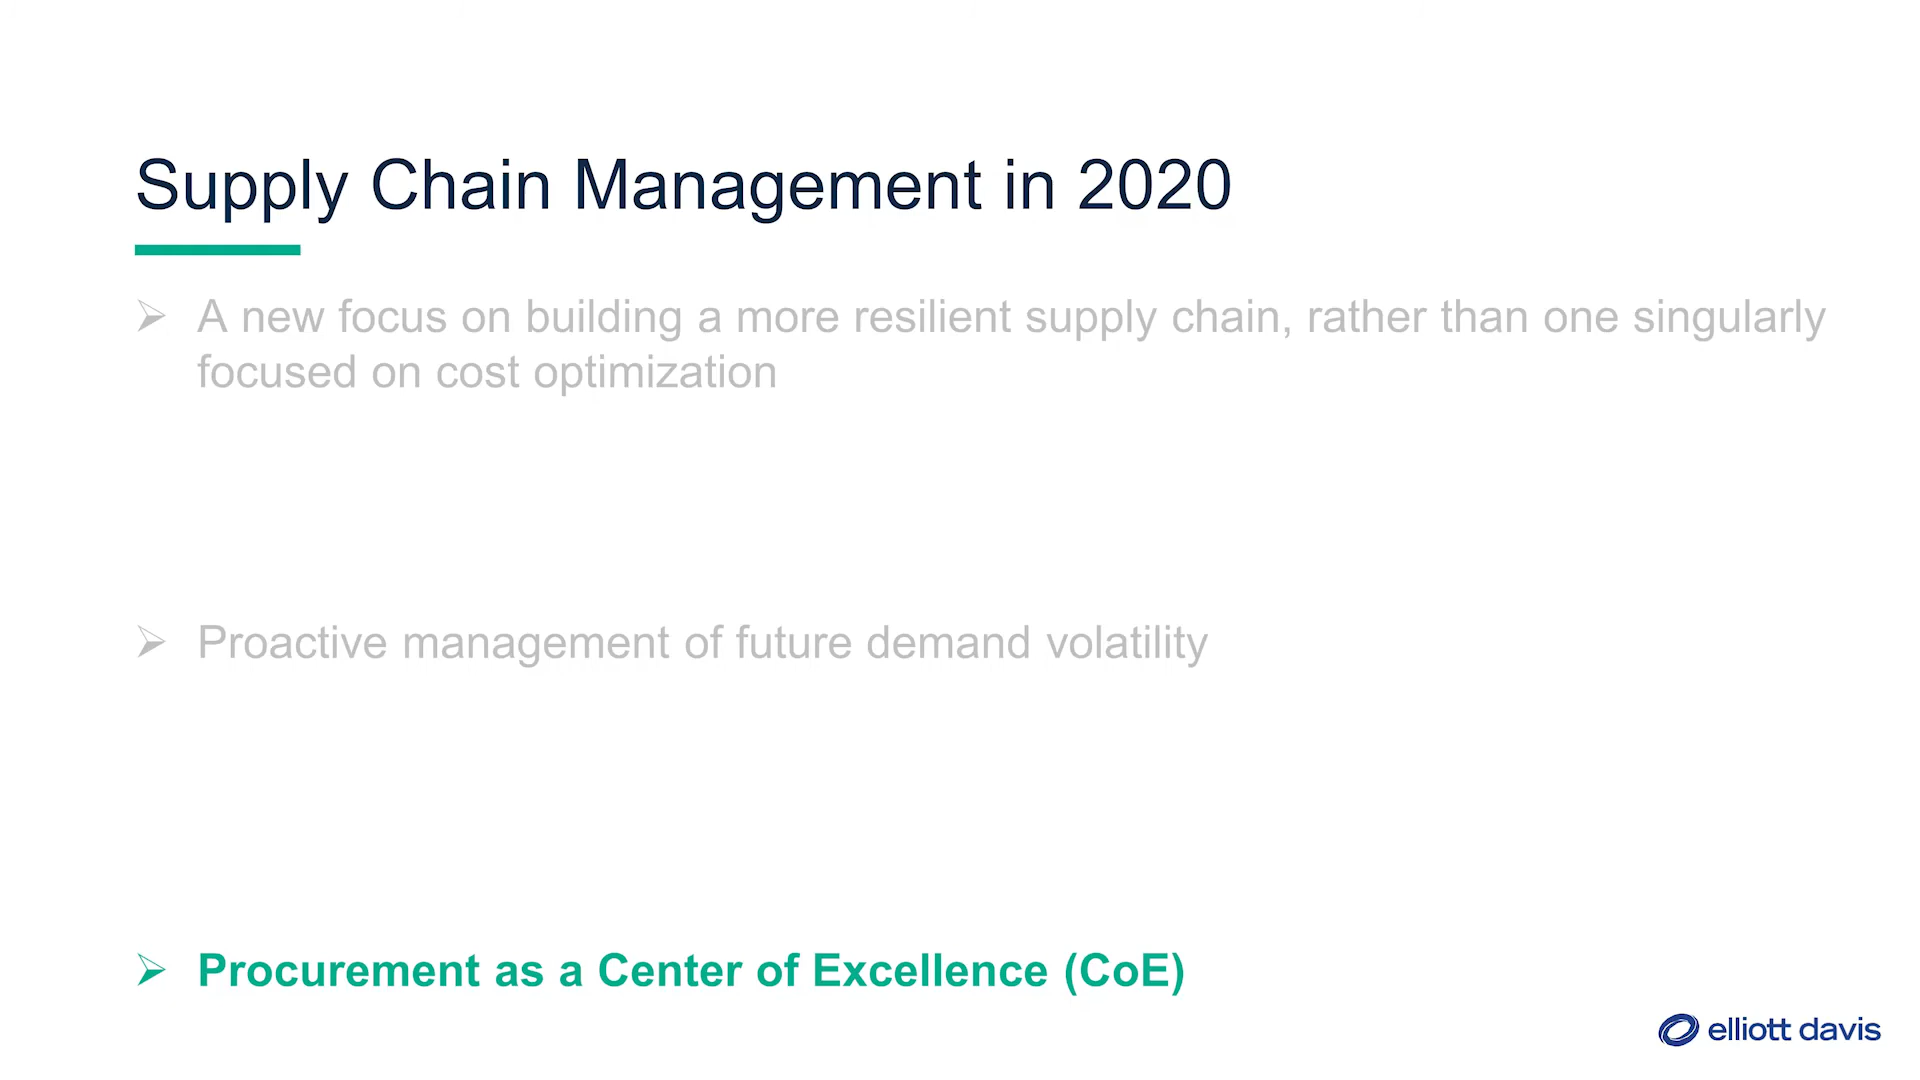 Supply Chain Management in 2020
➢ A new focus on building a more resilient supply chain, rather than one singularly
focused on cost optimization
➢ Proactive management of future demand volatility
➢ Procurement as a Center of Excellence (CoE)
elliott davis